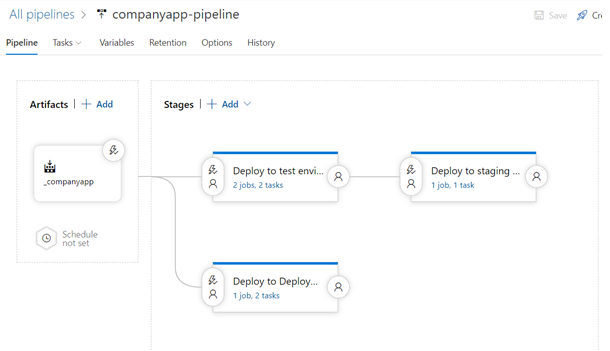 All pipelines > companyapp-pipeline
Save
Cre
Pipeline Tasks Variables Retention Options History
Artifacts | + Add
Stages | + Add
_companyapp
Schedule
not set
Deploy to test envi...
2 jobs, 2 tasks
Deploy to staging ...
1 job, 1 task
Deploy to Deploy...
1 job, 2 tasks